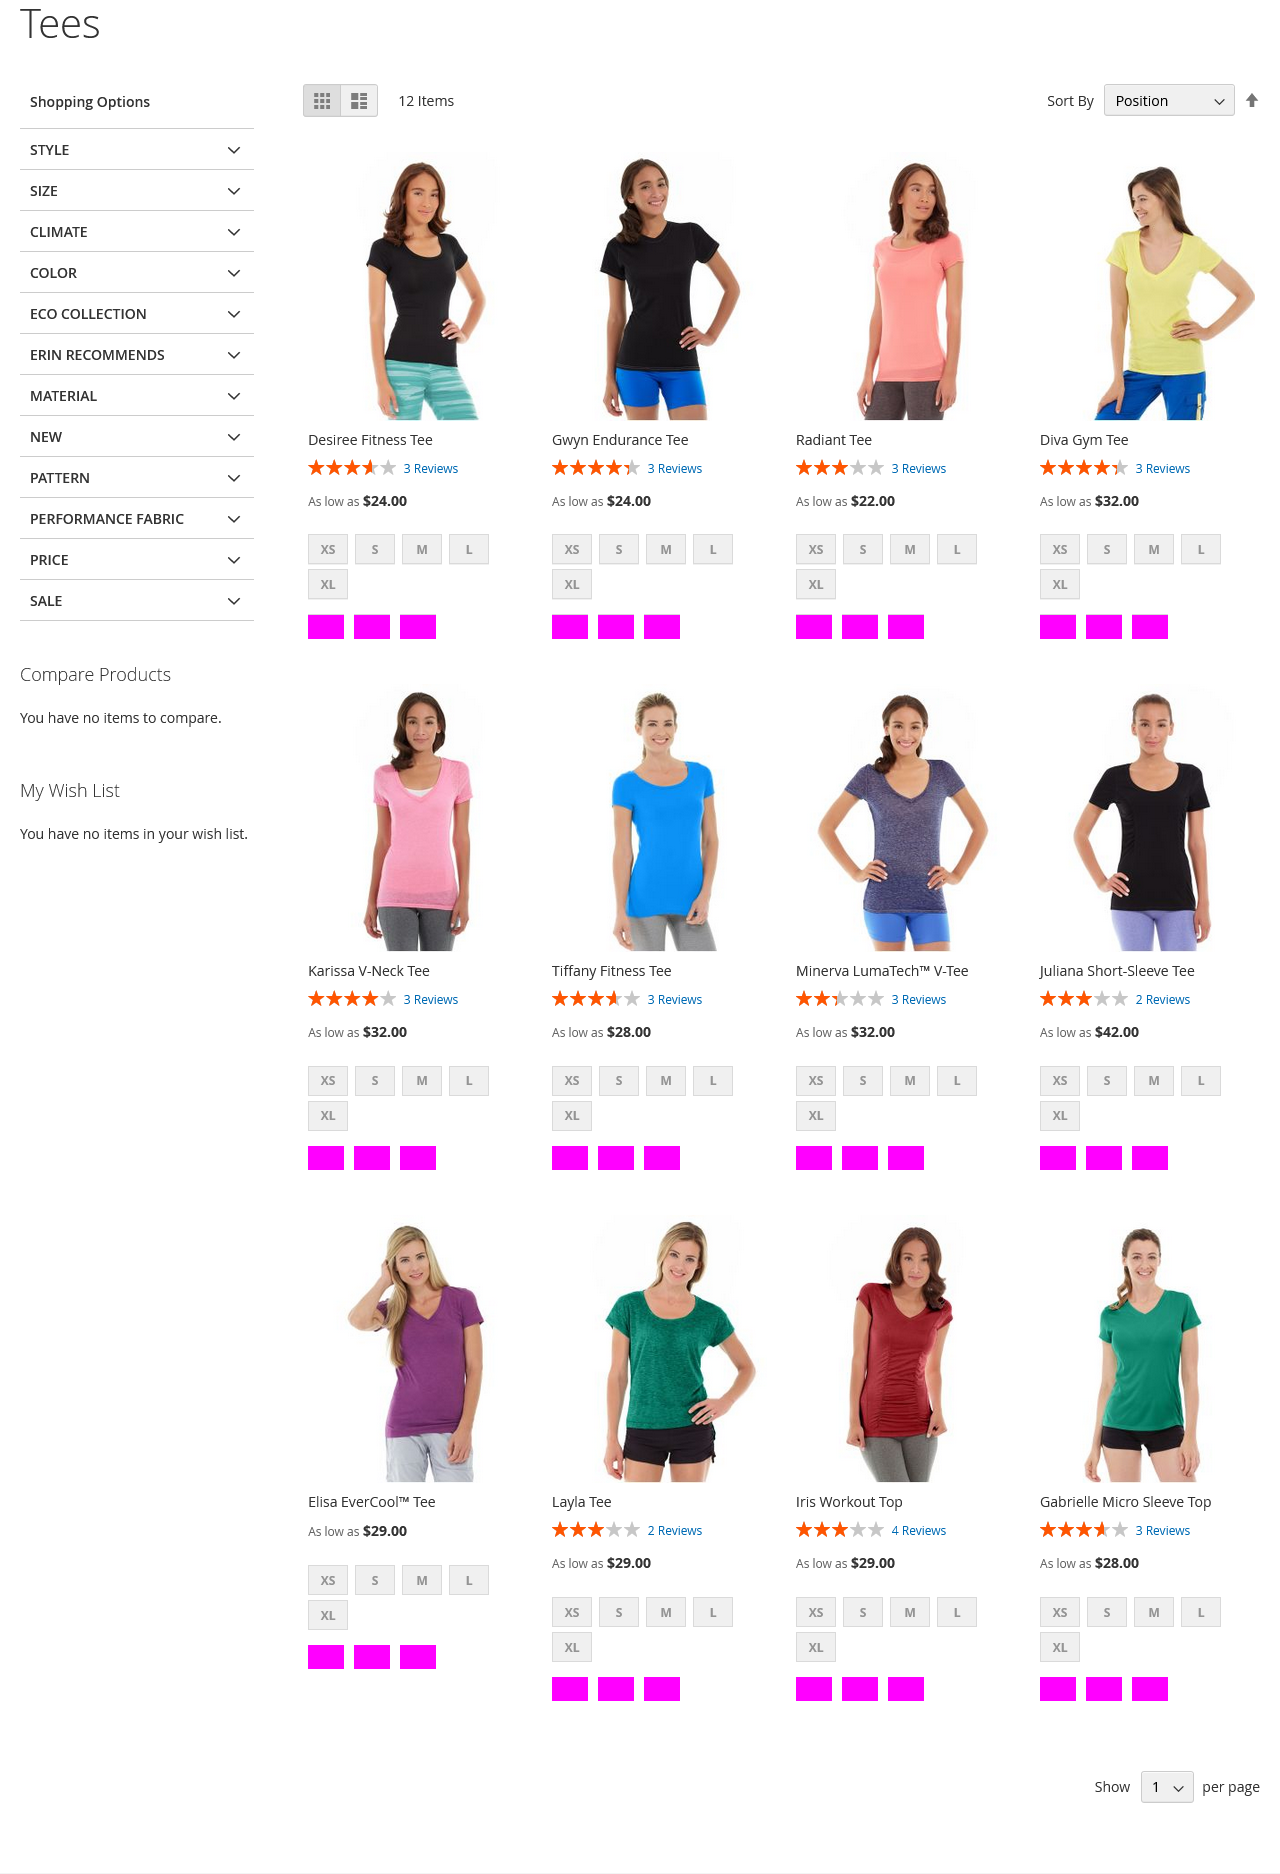 Tees
Shopping Options
12 Items
Sort By
Position
STYLE
SIZE
CLIMATE
COLOR
ECO COLLECTION
ERIN RECOMMENDS
MATERIAL
NEW
PATTERN
PERFORMANCE FABRIC
PRICE
SALE
Compare Products
You have no items to compare.
My Wish List
You have no items in your wish list.
Desiree Fitness Tee
3 Reviews
As low as $24.00
XS S M L
XL
Gwyn Endurance Tee
3 Reviews
As low as $24.00
XS S M L
XL
Radiant Tee
3 Reviews
As low as $22.00
XS S M L
XL
Diva Gym Tee
3 Reviews
As low as $32.00
XS S M L
XL
Karissa V-Neck Tee
3 Reviews
As low as $32.00
XS S M L
XL
Tiffany Fitness Tee
3 Reviews
As low as $28.00
XS S M L
XL
Minerva LumaTech™ V-Tee
3 Reviews
As low as $32.00
XS S M L
XL
Juliana Short-Sleeve Tee
2 Reviews
As low as $42.00
XS S M L
XL
Elisa EverCool™ Tee
As low as $29.00
XS S M L
XL
Layla Tee
2 Reviews
As low as $29.00
XS S M L
XL
Iris Workout Top
4 Reviews
As low as $29.00
XS S M L
XL
Gabrielle Micro Sleeve Top
3 Reviews
As low as $28.00
XS S M L
XL
Show 1 per page